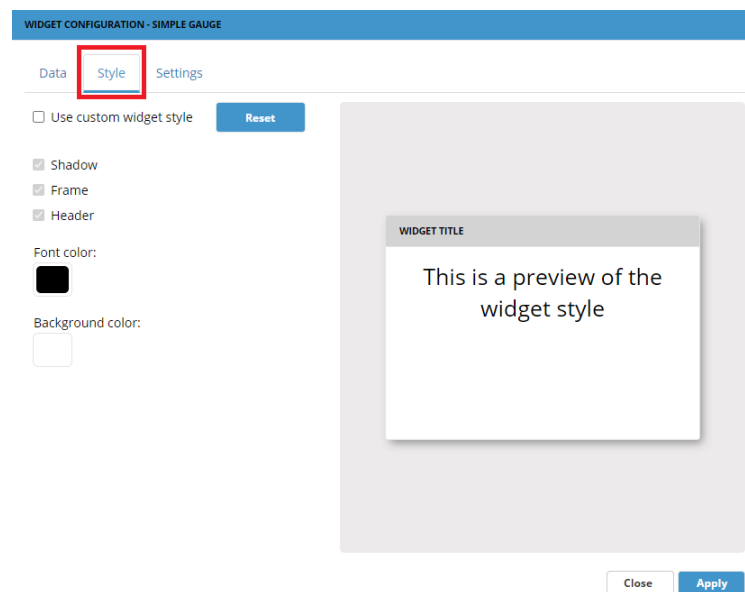 WIDGET CONFIGURATION - SIMPLE GAUGE
Data Style Settings
Use custom widget style Reset
Shadow
Frame
Header
Font color:
Background color:
WIDGET TITLE
This is a preview of the
widget style
Close Apply